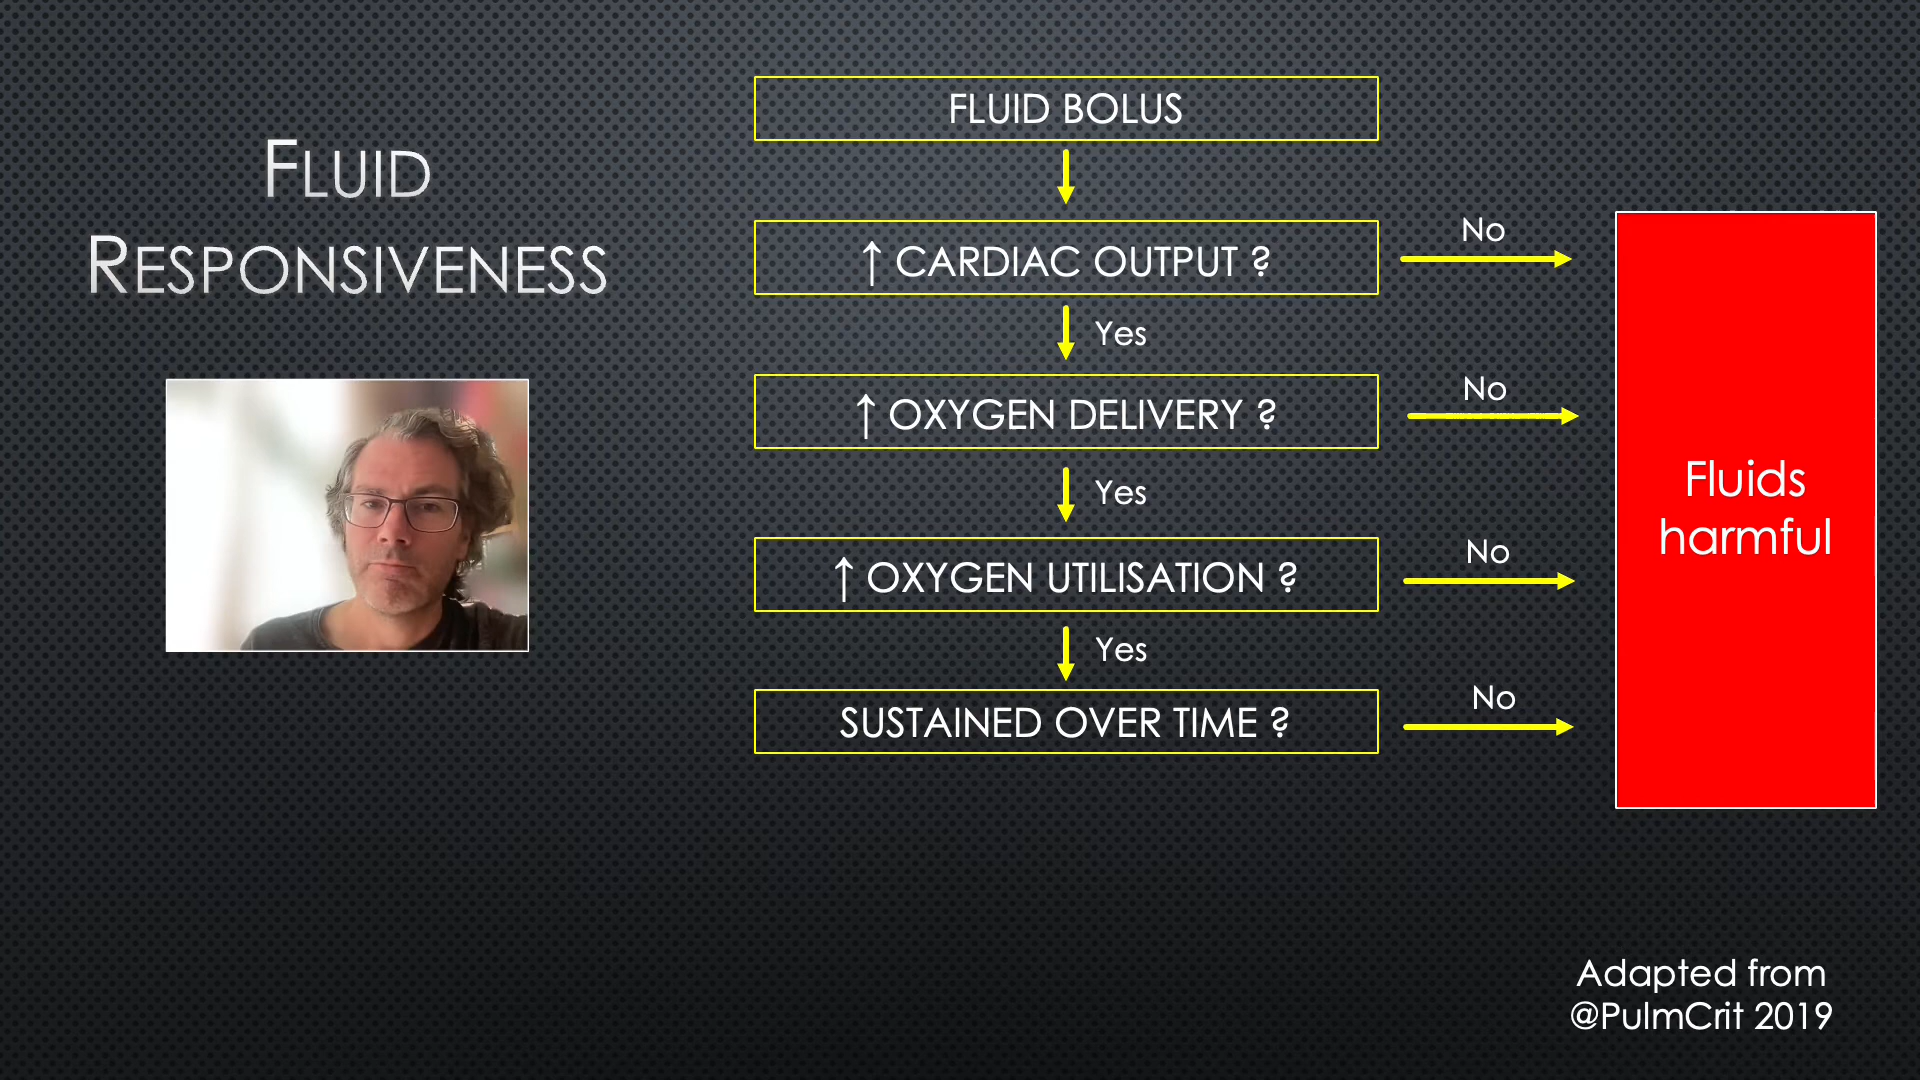 FLUID
RESPONSIVENESS
FLUID BOLUS
↑ CARDIAC OUTPUT ?
No
Yes
↑ OXYGEN DELIVERY ?
No
Yes
↑ OXYGEN UTILISATION ?
No
Yes
SUSTAINED OVER TIME ?
No
Fluids
harmful
Adapted from
@PulmCrit 2019